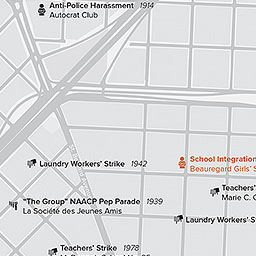 Anti-Police Harassment 1914
Autocrat Club
Laundry Workers' Strike 1942
School Integration
Beauregard Girls'
Teachers'
Marie C.
"The Group" NAACP Pep Parade 1939
La Société des Jeunes Amis
Laundry Workers'
Teachers' Strike 1978